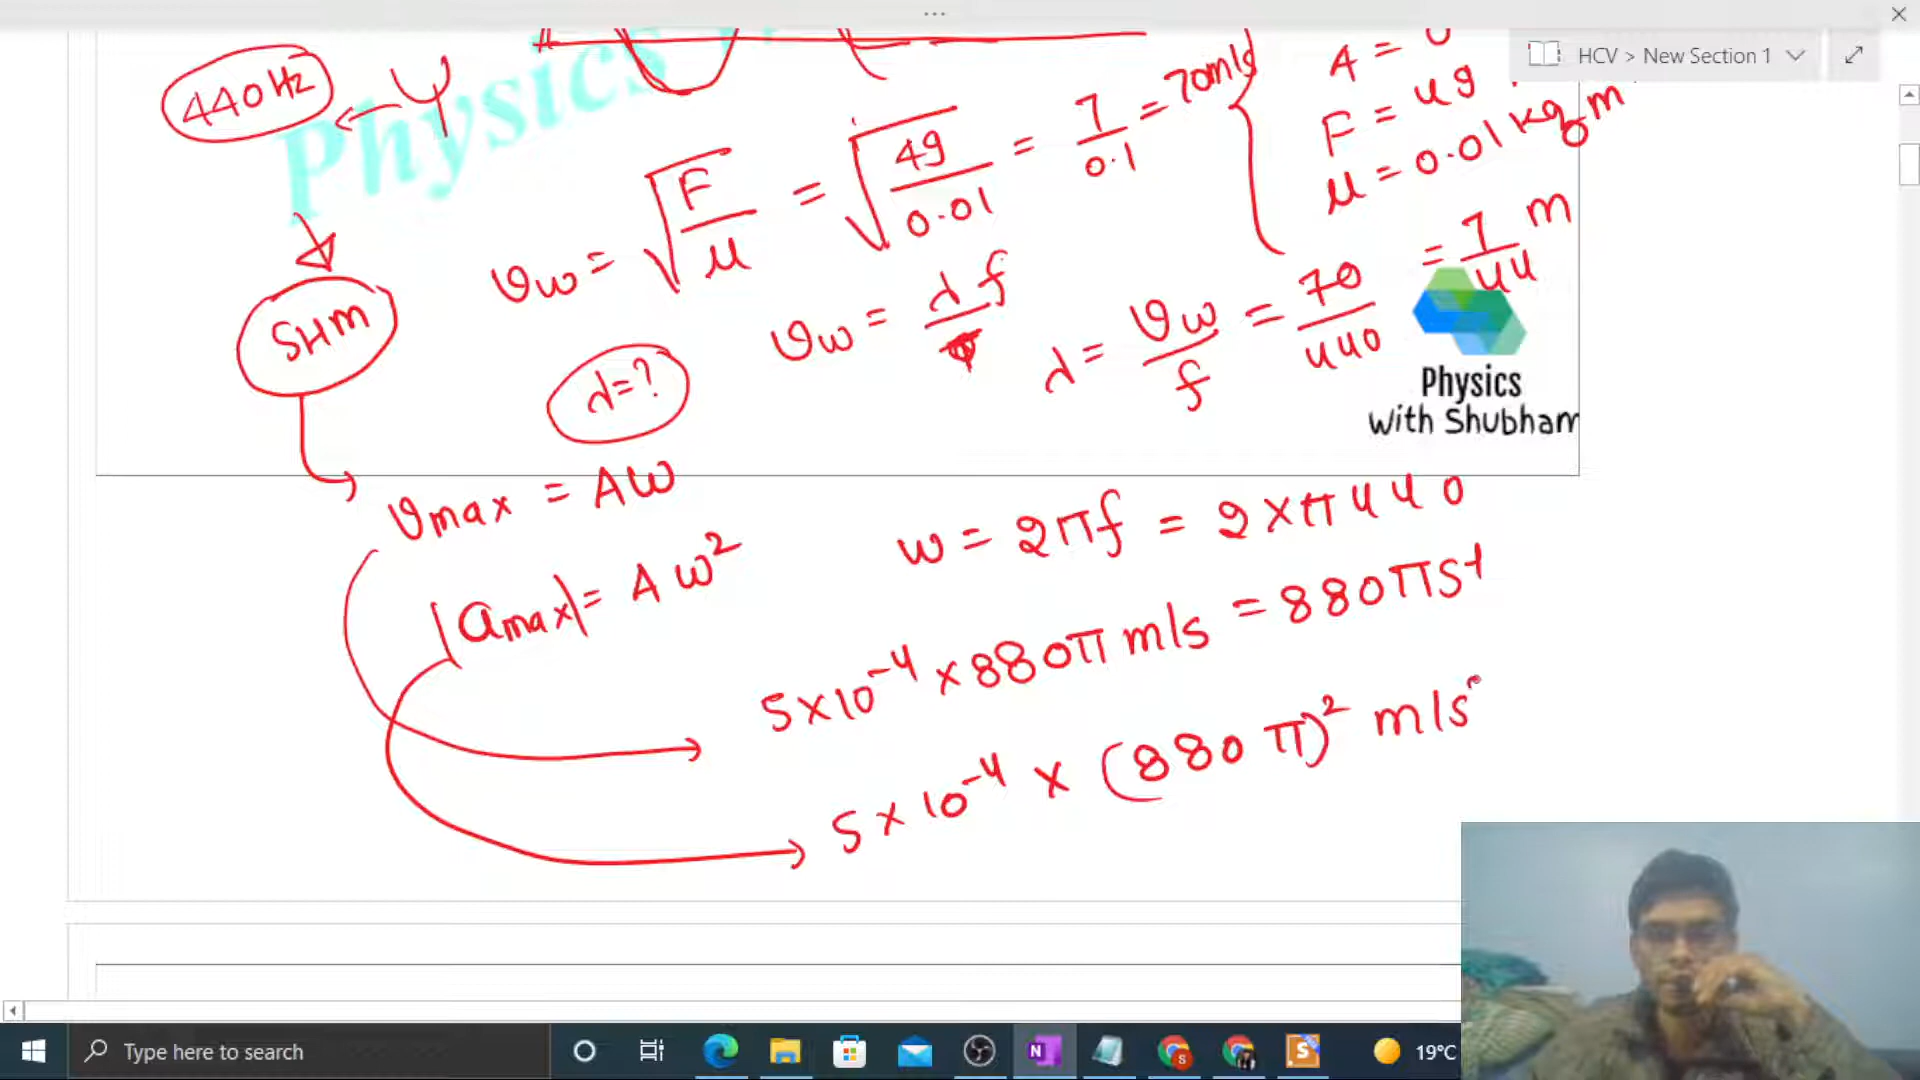 HCV > New Section 1
Physics
440Hz
A =
F = 49
μ = 0.01 kg m
vw = √F/μ = √49/0.01 = 7/0.1 = 70m/s
SHM
vw = λf
λ = vw/f = 70/440 = 7/44 m
λ=?
Physics
With Shubham
vmax = Aω
ω = 2πf = 2×π440
|amax| = Aω²
= 880πs-1
5×10⁻⁴×880π m/s
5×10⁻⁴ × (880π)² m/s
Type here to search
19°C